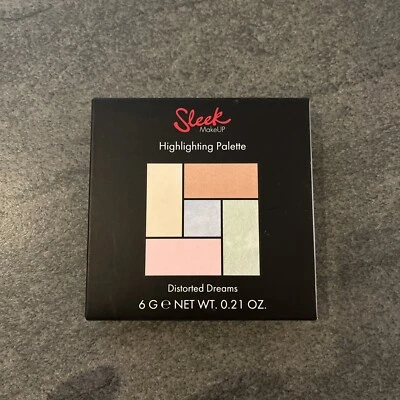 Sleek
MakeUP
Highlighting Palette
Distorted Dreams
6 G ℮ NET WT. 0.21 OZ.